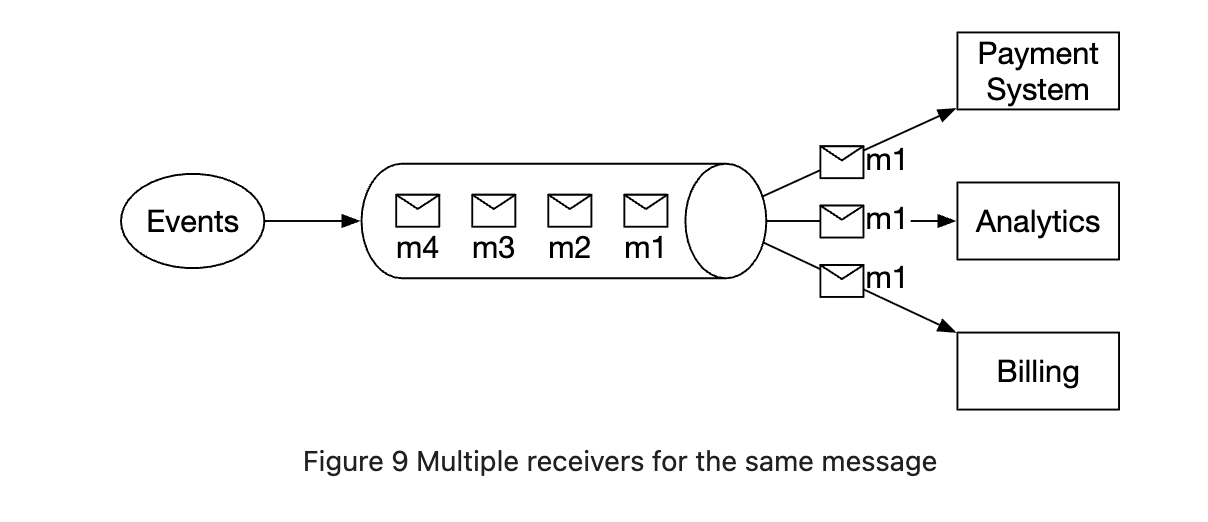 Payment
System
m1
Events
m4 m3 m2 m1
m1
Analytics
m1
Billing
Figure 9 Multiple receivers for the same message